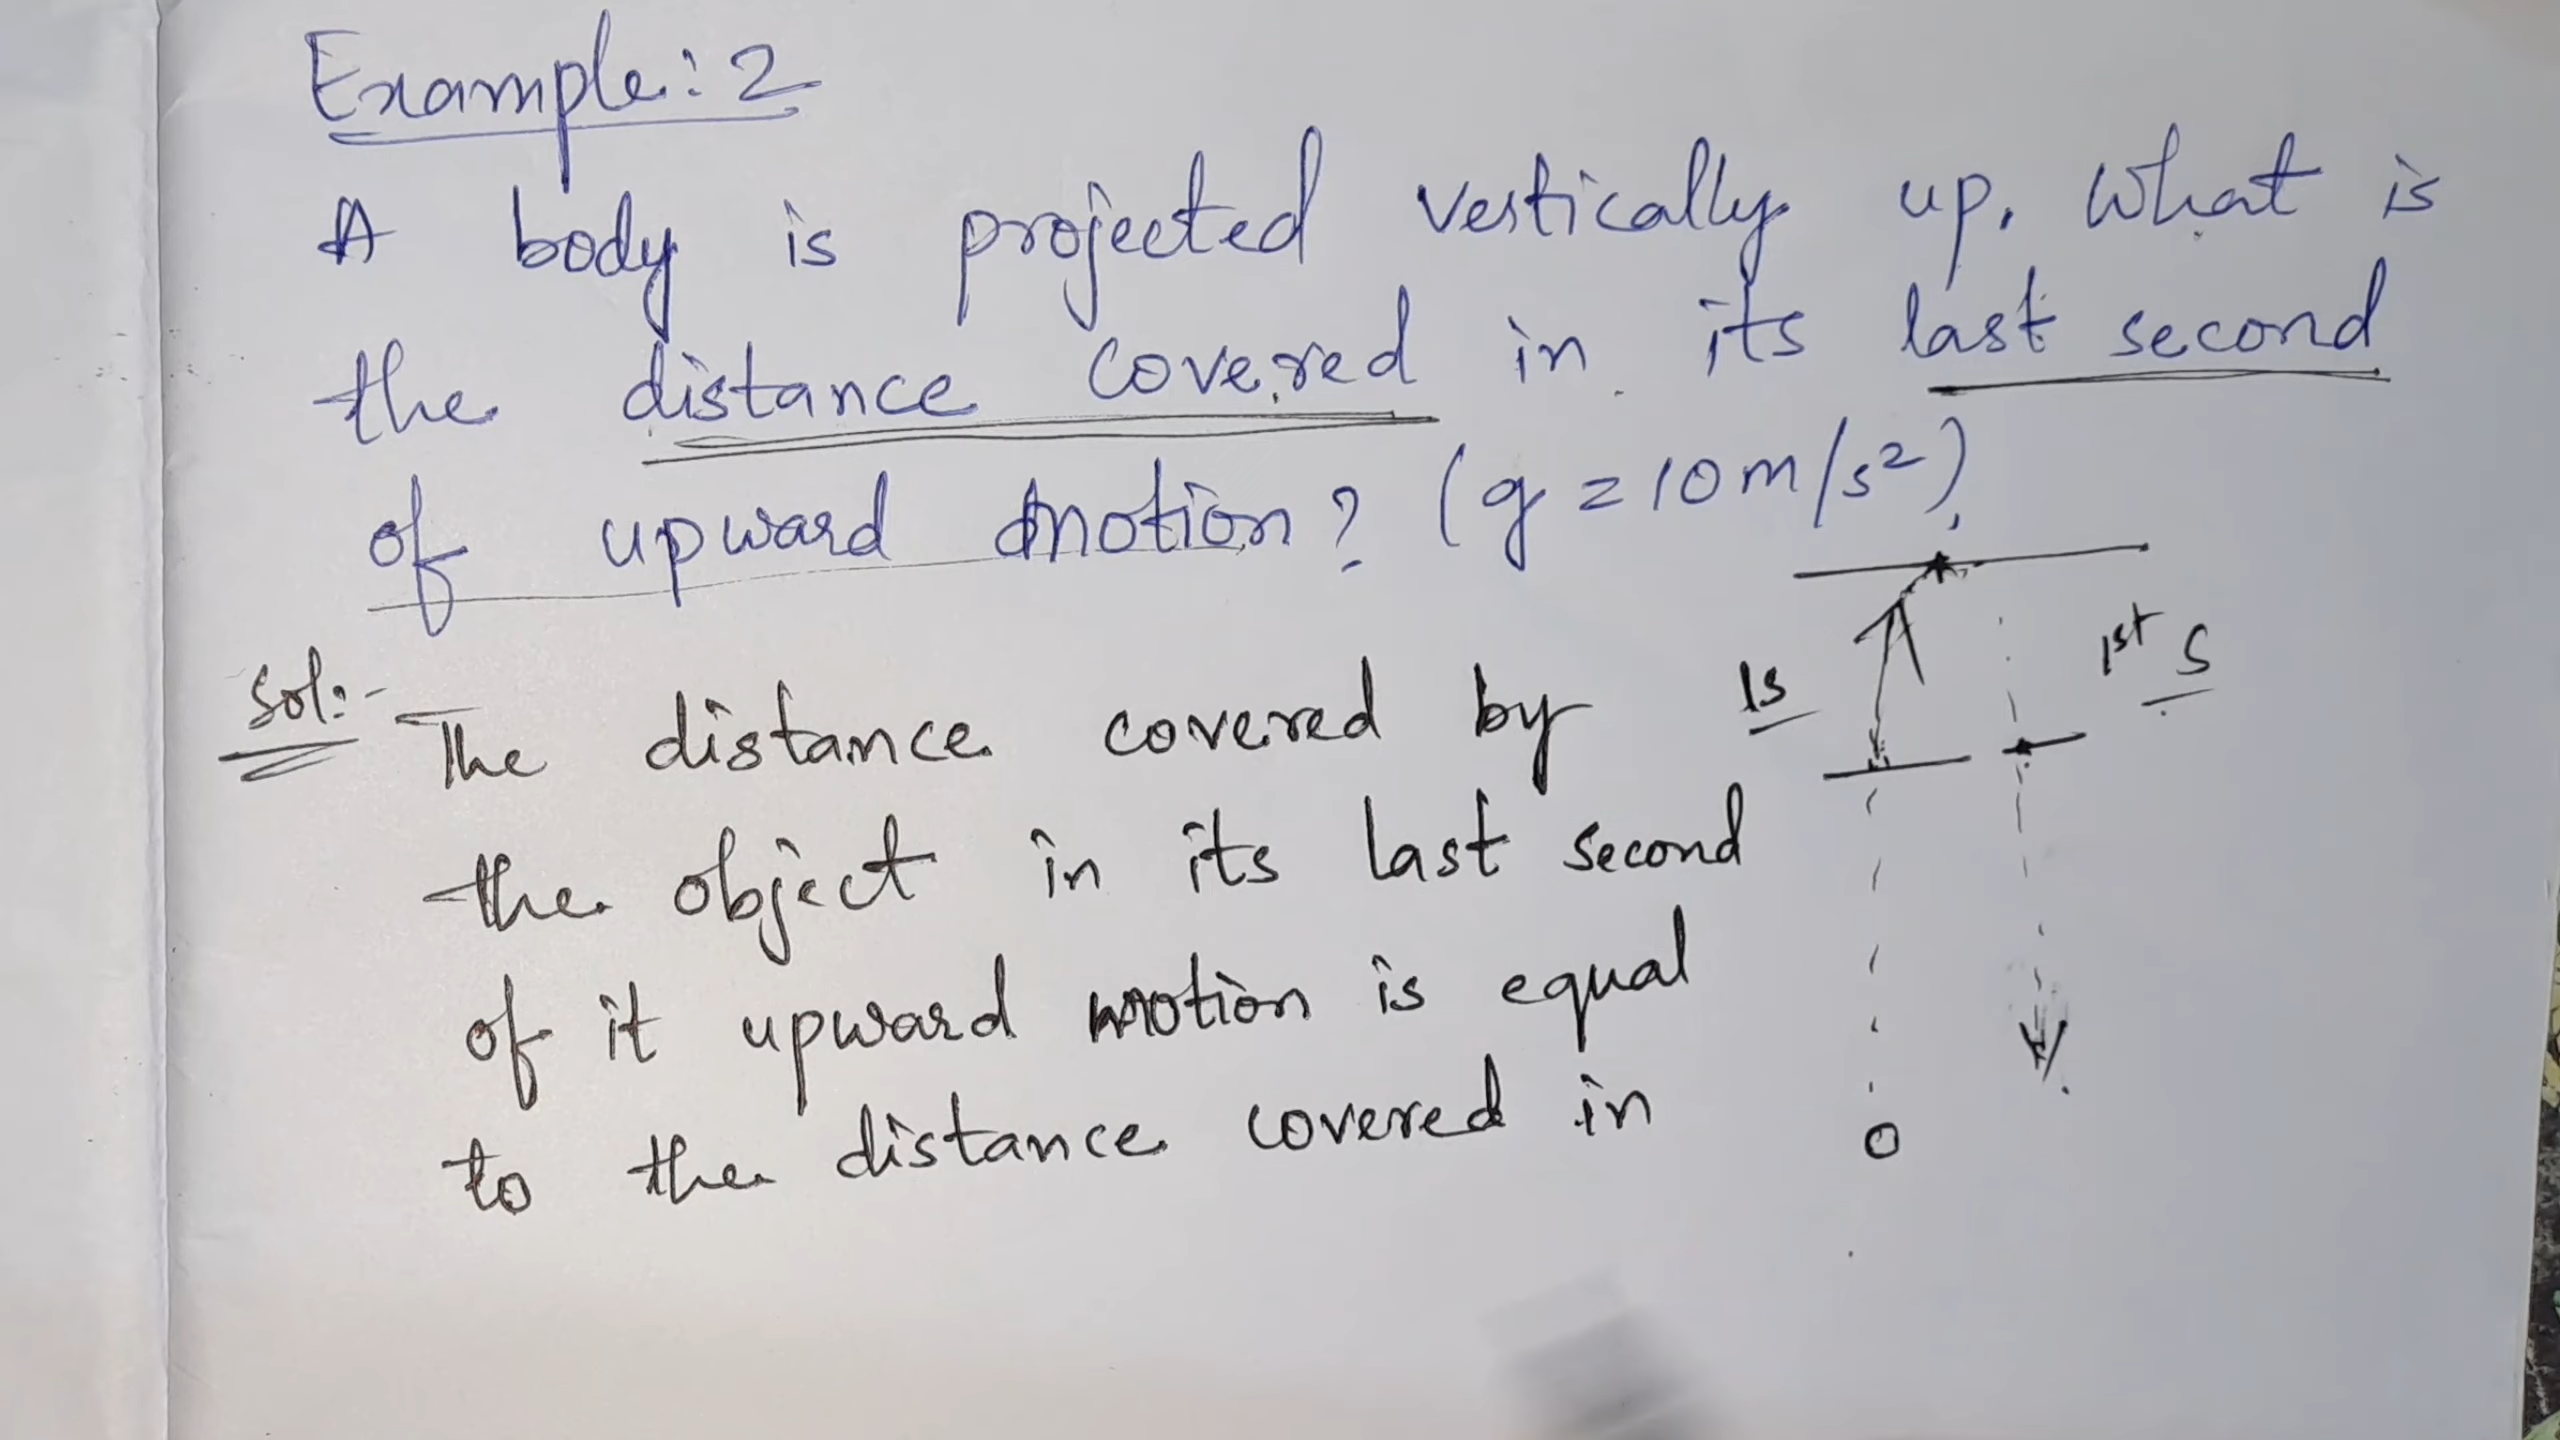 Example: 2
A body is projected vertically up. What is
the distance covered in its last second
of upward motion? (g = 10 m/s²).
Sol:- The distance covered by
the object in its last second
of it upward motion is equal
to the distance covered in
1s
1st s
0